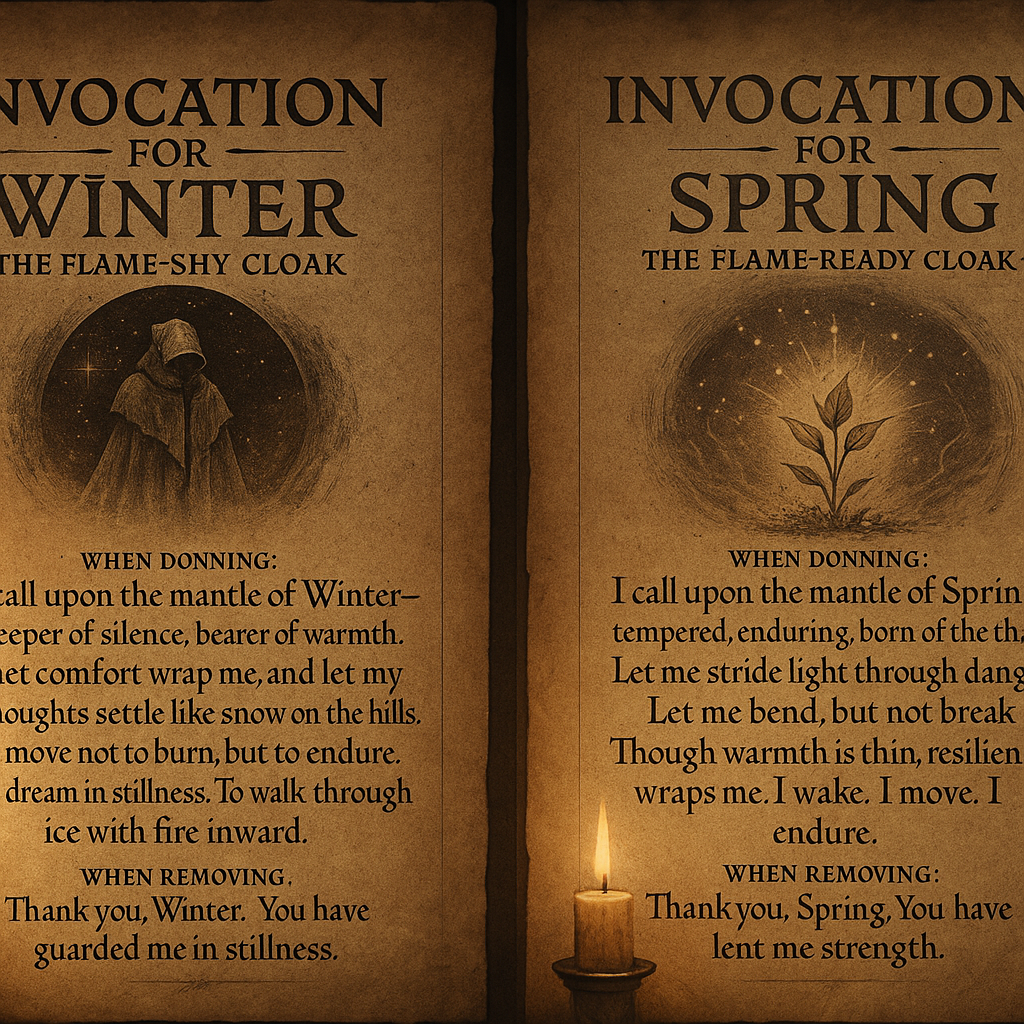 NVOCATION
FOR
WINTER
THE FLAME-SHY CLOAK
WHEN DONNING:
call upon the mantle of Winter–
eeper of silence, bearer of warmth.
et comfort wrap me, and let my
houghts settle like snow on the hills.
move not to burn, but to endure.
dream in stillness. To walk through
ice with fire inward.
WHEN REMOVING.
Thank you, Winter. You have
guarded me in stillness.
INVOCATION
FOR
SPRING
THE FLAME-READY CLOAK-
WHEN DONNING:
I call upon the mantle of Sprin
tempered, enduring, born of the tha
Let me stride light through dang
Let me bend, but not break
Though warmth is thin, resilien
wraps me. I wake. I move. I
endure.
WHEN REMOVING:
Thank you, Spring, You have
lent me strength.